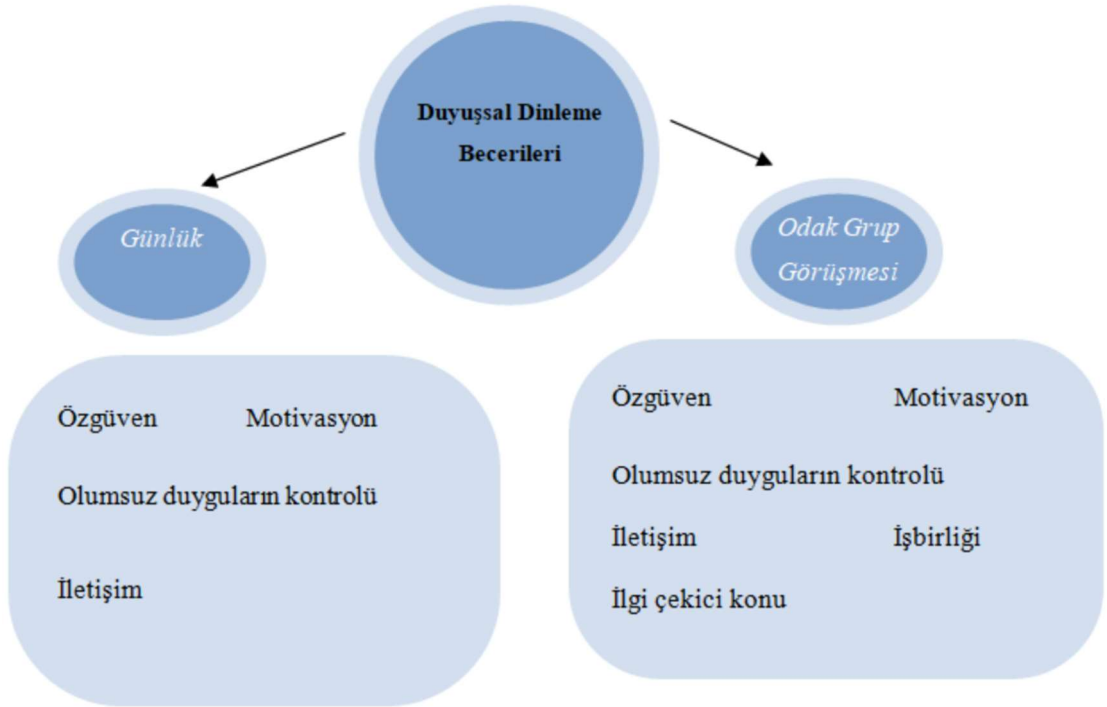 Duyuşsal Dinleme
Becerileri
Günlük
Odak Grup
Görüşmesi
Özgüven Motivasyon
Olumsuz duyguların kontrolü
İletişim
Özgüven Motivasyon
Olumsuz duyguların kontrolü
İletişim İşbirliği
İlgi çekici konu